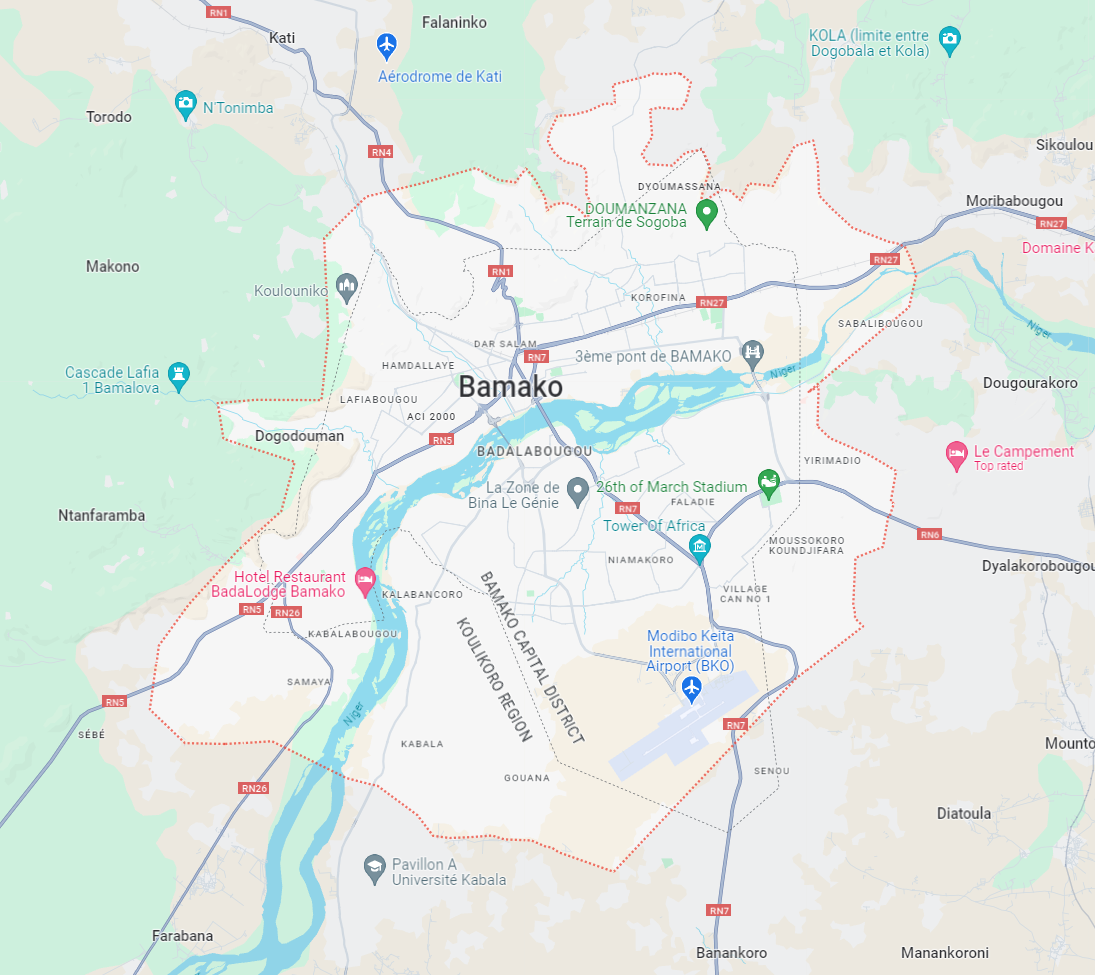 RN1
Falaninko
Kati
KOLA (limite entre
Dogobala et Kola)
Aérodrome de Kati
N'Tonimba
Torodo
RN4
Sikoulou
DYOUMASSANA
Moribabougou
DOUMANZANA
Terrain de Sogoba
RN27
Domaine K
RN27
Makono
RN1
Koulouniko
KOROFINA
RN27
SABALIBOUGOU
Niger
DAR SALAM
RN7
3ème pont de BAMAKO
HAMDALLAYE
Cascade Lafia
1 Bamalova
Niger
Bamako
Dougourakoro
LAFIABOUGOU
ACI 2000
Dogodouman
RN5
BADALABOUGOU
Le Campement
Top rated
YIRIMADIO
La Zone de
Bina Le Génie
26th of March Stadium
FALADIE
RN7
Ntanfaramba
Tower Of Africa
RN6
MOUSSOKORO
KOUNDJIFARA
NIAMAKORO
Dyalakorobougou
Hotel Restaurant
BadaLodge Bamako
KALABANCORO
VILLAGE
CAN NO 1
RN5
RN26
KABALABOUGOU
BAMAKO CAPITAL DISTRICT
KOULIKORO REGION
Modibo Keita
International
Airport (BKO)
SAMAYA
RN5
Niger
RN7
SÉBÉ
KABALA
Mounto
GOUANA
SENOU
RN26
Diatoula
Pavillon A
Université Kabala
RN7
Farabana
Banankoro
Manankoroni